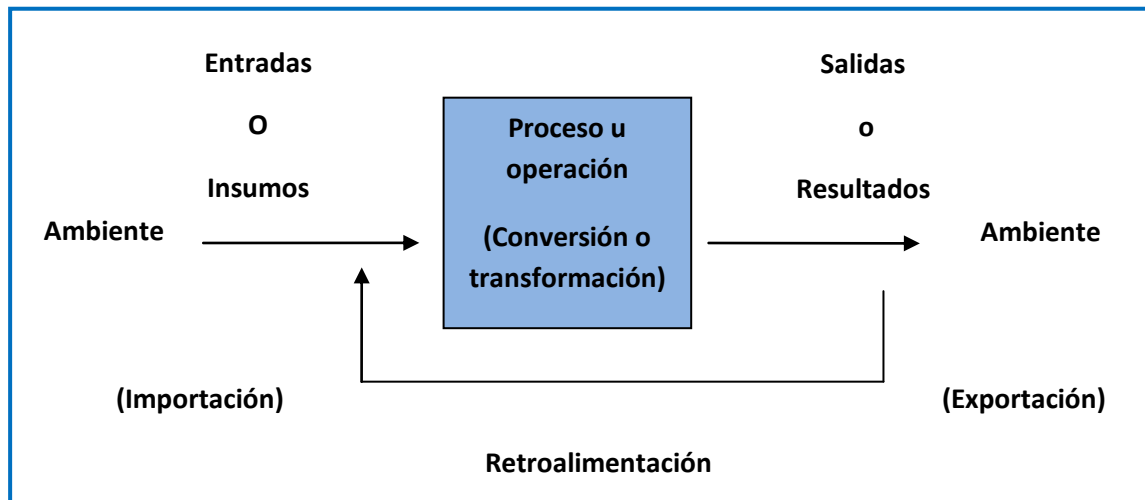 Entradas
O
Insumos
Ambiente
Proceso u
operación
(Conversión o
transformación)
Salidas
o
Resultados
Ambiente
(Importación)
(Exportación)
Retroalimentación